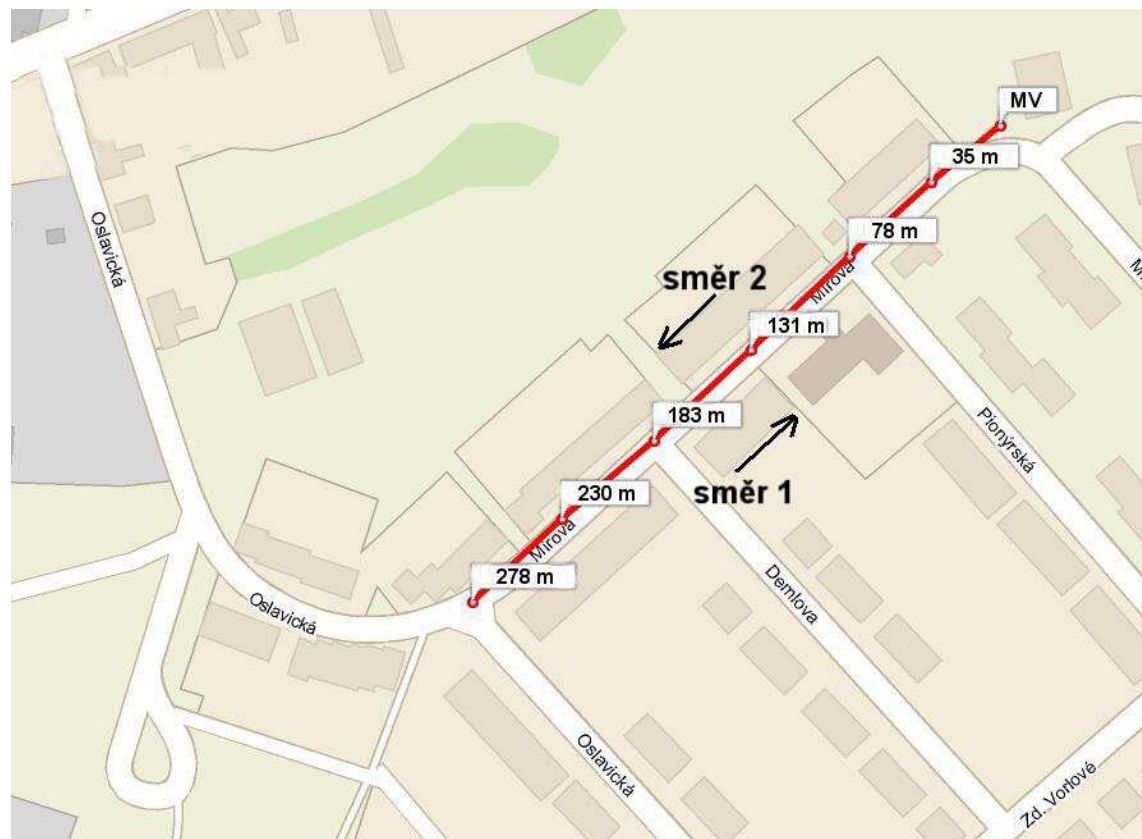 MV
35 m
78 m
Mírová
směr 2
131 m
Oslavická
183 m
Pionýrská
směr 1
230 m
Mírová
278 m
Demlova
Oslavická
Oslavická
Zd. Vorlové